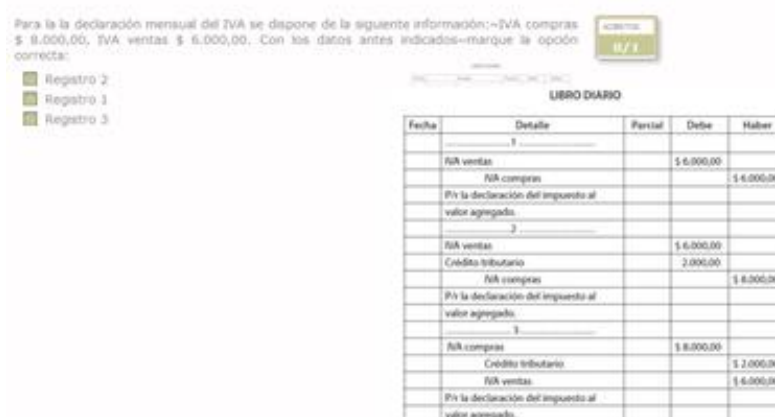 Para la la declaración mensual del IVA se dispone de la siguiente información:~IVA compras
$ 8.000,00, IVA ventas $ 6.000,00. Con los datos antes indicados~marque la opción
correcta:
ACIERTOS
0/1
Registro 2
Registro 1
Registro 3
LIBRO DIARIO
Fecha Detalle Parcial Debe Haber
1
IVA ventas $ 6.000,00
IVA compras $ 6.000,00
P/r la declaración del impuesto al
valor agregado.
2
IVA ventas $ 6.000,00
Crédito tributario 2.000,00
IVA compras $ 8.000,00
P/r la declaración del impuesto al
valor agregado.
3
IVA compras $ 8.000,00
Crédito tributario $ 2.000,00
IVA ventas $ 6.000,00
P/r la declaración del impuesto al
valor agregado.